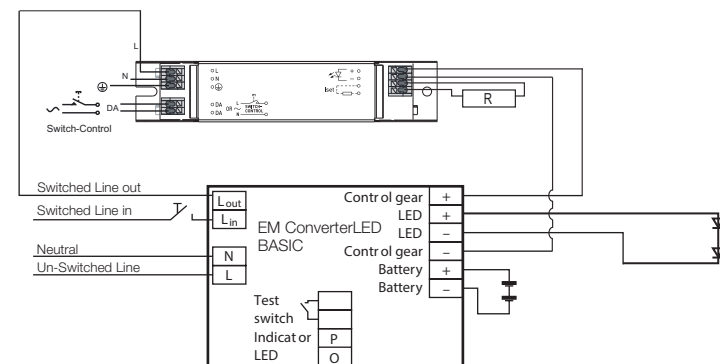 L
N
DA
Switch-Control
L
N
DA
DA
OR
L
N
SWITCH-
CONTROL
+
−
Iset
R
Switched Line out
Switched Line in
Neutral
Un-Switched Line
Lout
Lin
N
L
EM ConverterLED
BASIC
Control gear +
LED +
LED −
Control gear −
Battery +
Battery −
Test
switch
Indicator P
LED O